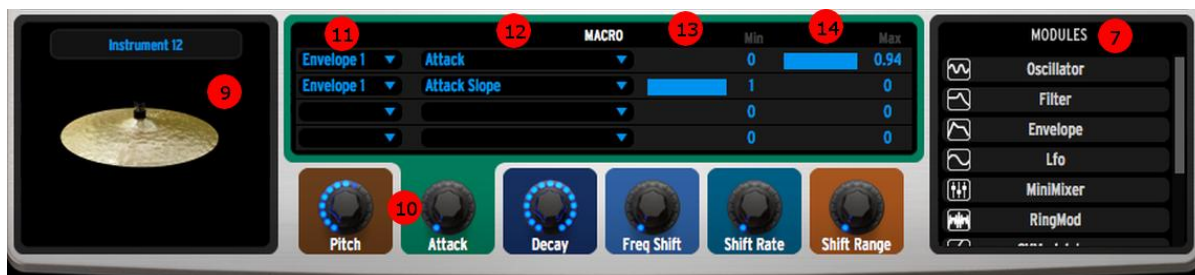 Instrument 12
9
11
12
MACRO
13
Min
14
Max
Envelope 1
Attack
0
0.94
Envelope 1
Attack Slope
1
0
0
0
0
0
10
Pitch
Attack
Decay
Freq Shift
Shift Rate
Shift Range
MODULES
7
Oscillator
Filter
Envelope
Lfo
MiniMixer
RingMod